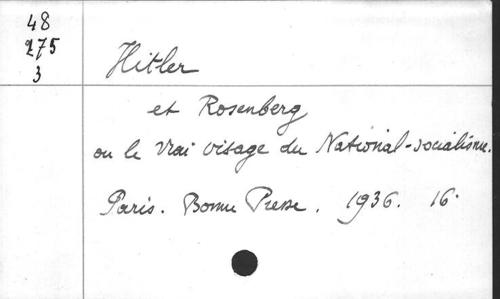 48
275
3
Hitler
et Rosenberg
ou le vrai visage du National-socialisme.
Paris. Bonne Presse. 1936. 16°